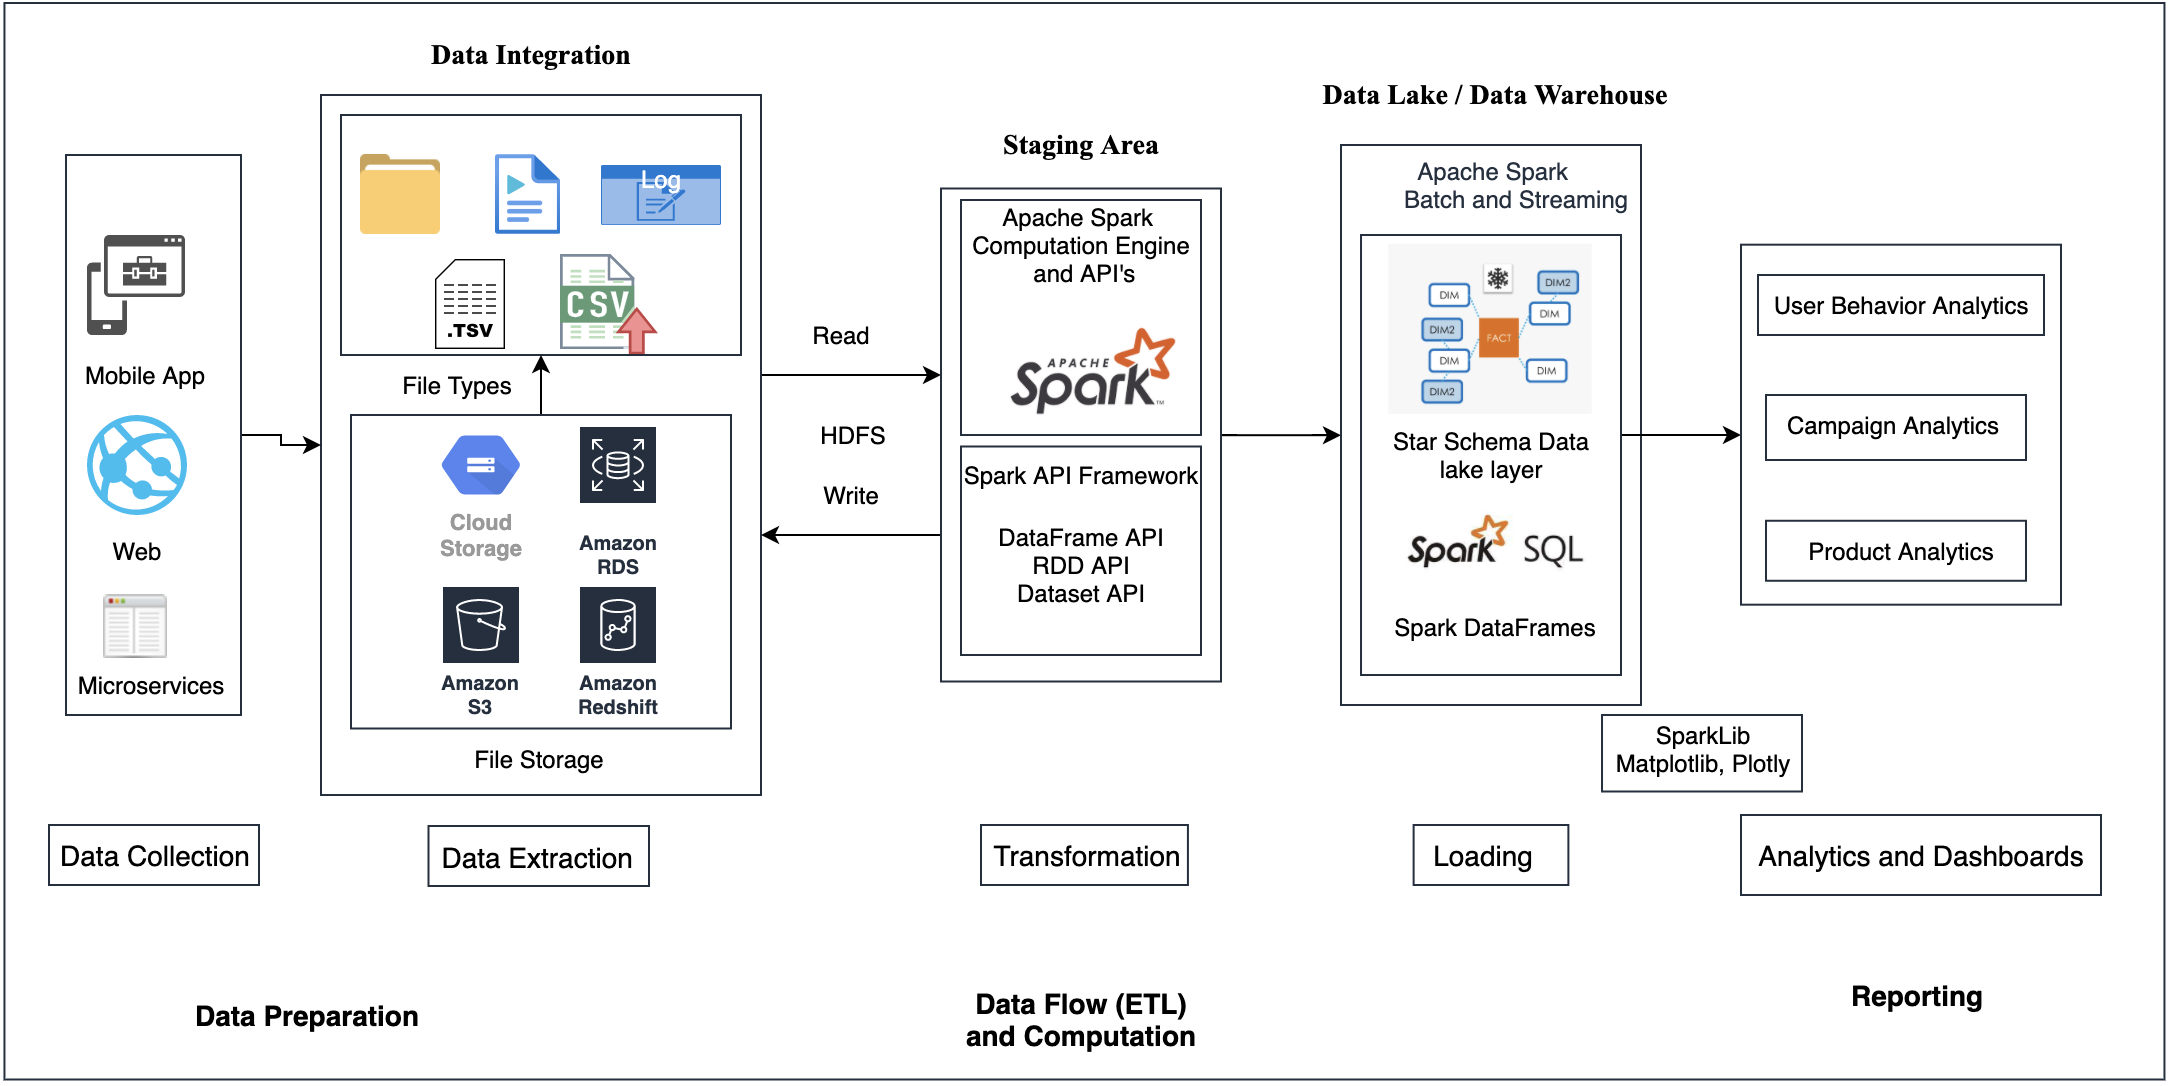 Data Integration
Data Lake / Data Warehouse
Staging Area
Mobile App
Web
Microservices
Log
.TSV
CSV
File Types
Cloud
Storage
Amazon
RDS
Amazon
S3
Amazon
Redshift
File Storage
Read
HDFS
Write
Apache Spark
Computation Engine
and API's
APACHE
Spark™
Spark API Framework
DataFrame API
RDD API
Dataset API
Apache Spark
Batch and Streaming
DIM2
DIM
DIM
DIM2
FACT
DIM
DIM
DIM2
Star Schema Data
lake layer
Spark SQL
Spark DataFrames
User Behavior Analytics
Campaign Analytics
Product Analytics
SparkLib
Matplotlib, Plotly
Data Collection
Data Extraction
Transformation
Loading
Analytics and Dashboards
Data Preparation
Data Flow (ETL)
and Computation
Reporting